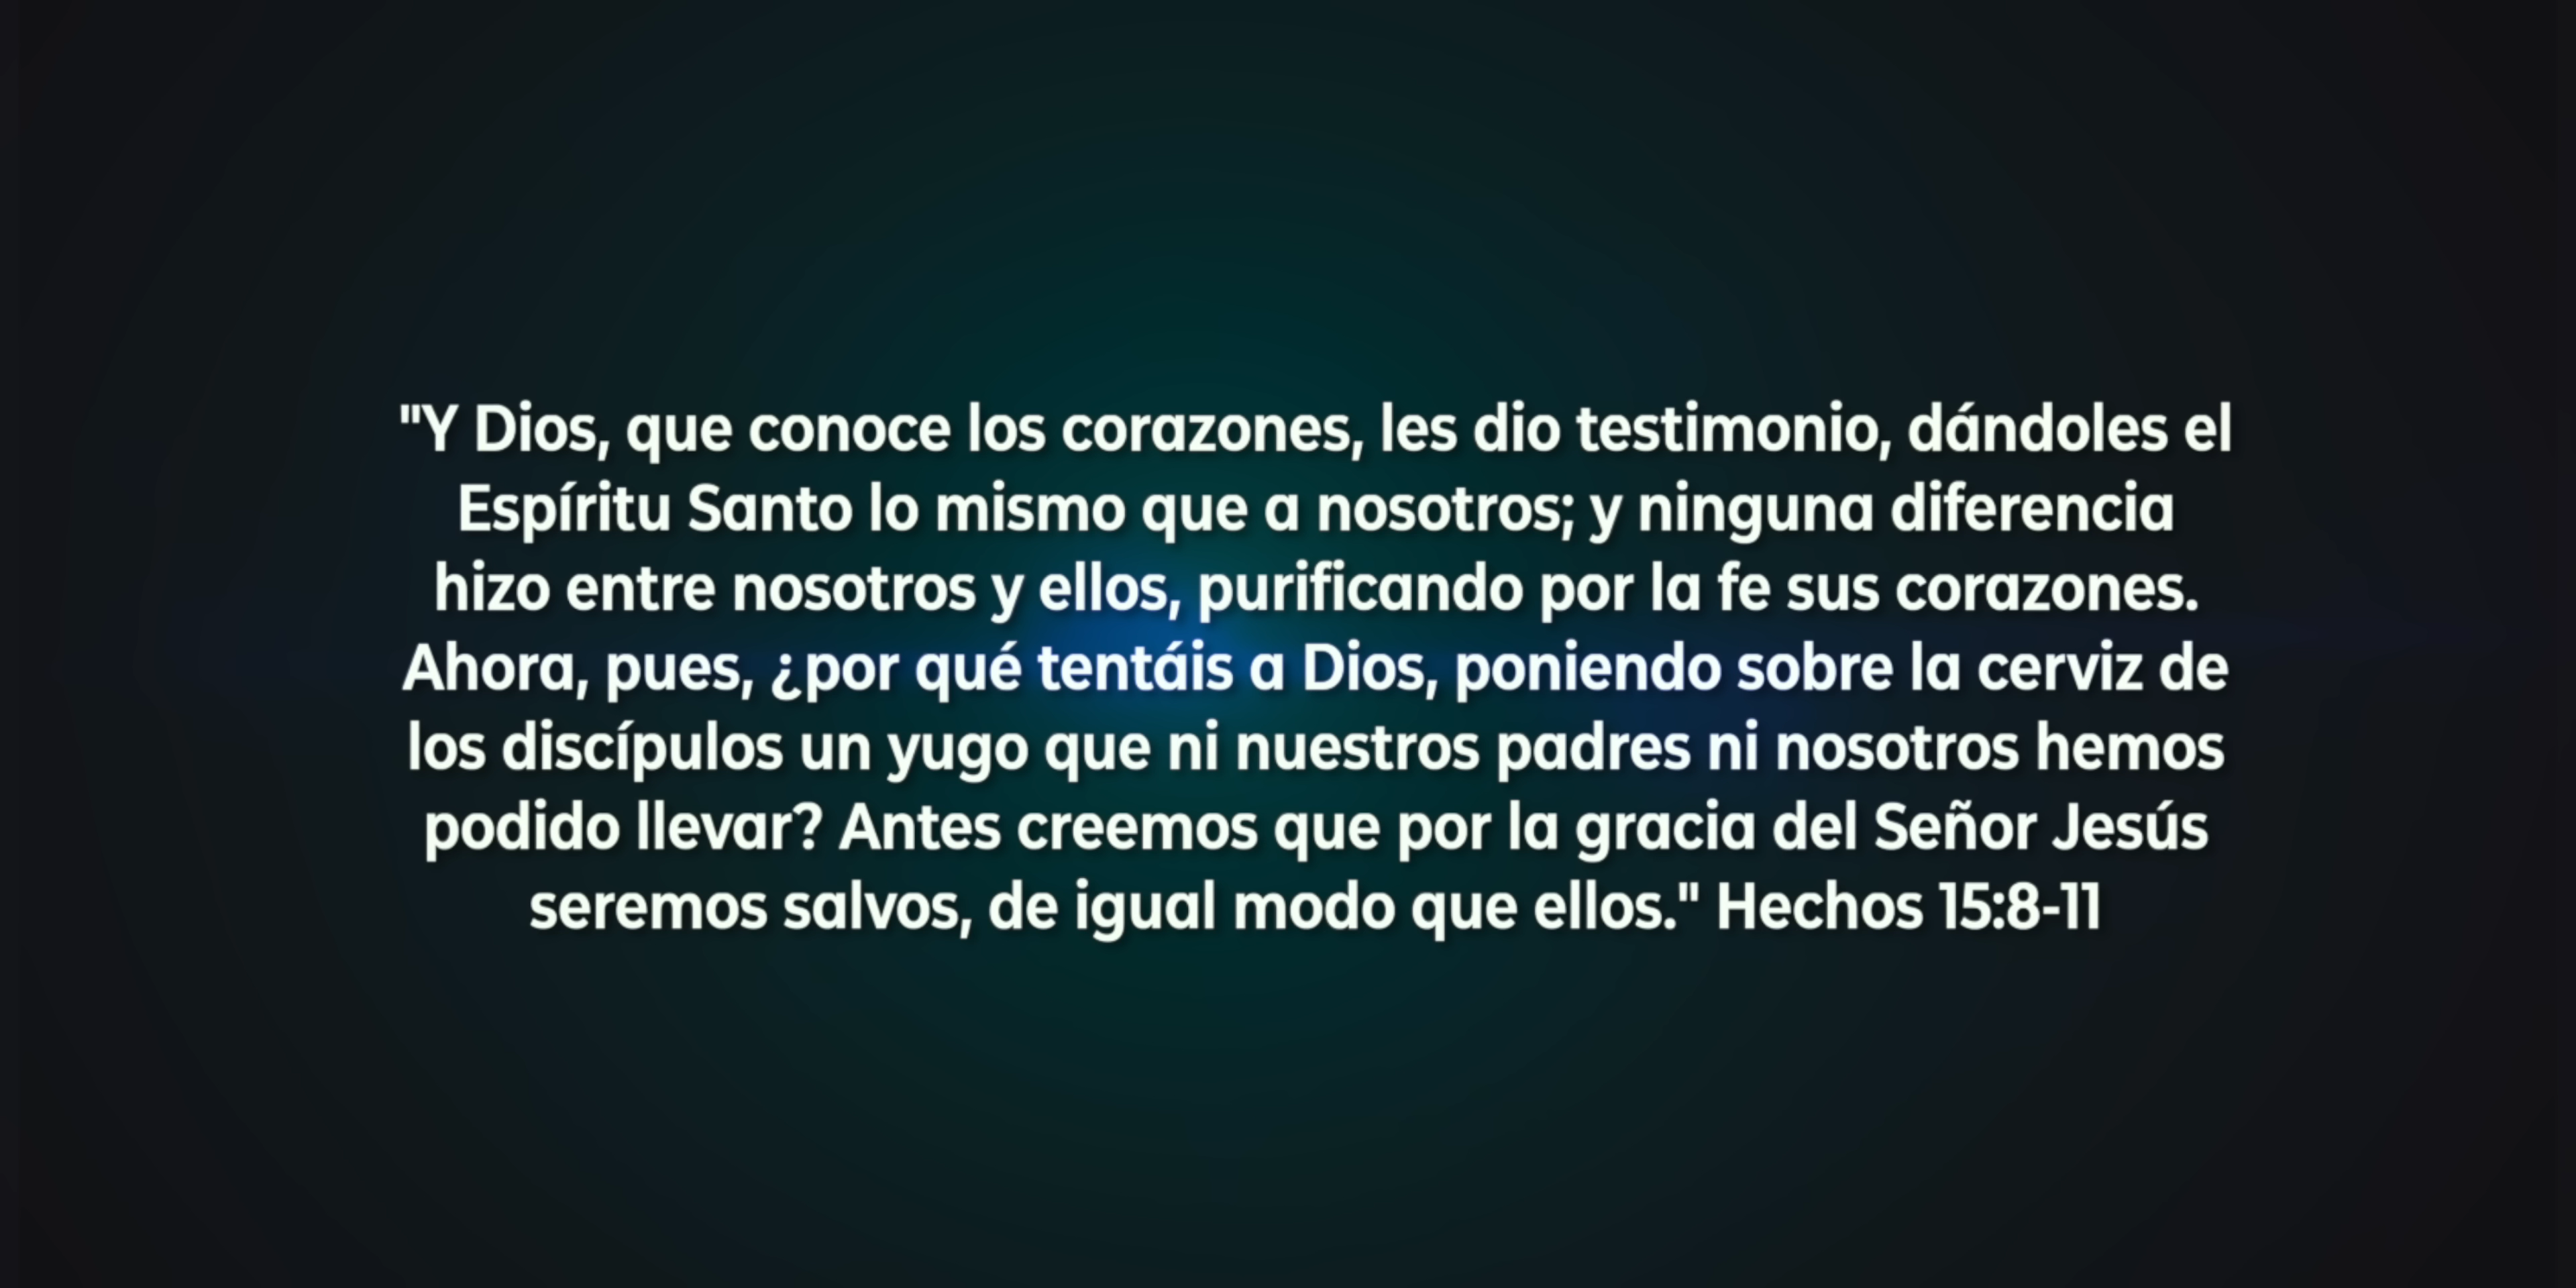 "Y Dios, que conoce los corazones, les dio testimonio, dándoles el
Espíritu Santo lo mismo que a nosotros; y ninguna diferencia
hizo entre nosotros y ellos, purificando por la fe sus corazones.
Ahora, pues, ¿por qué tentáis a Dios, poniendo sobre la cerviz de
los discípulos un yugo que ni nuestros padres ni nosotros hemos
podido llevar? Antes creemos que por la gracia del Señor Jesús
seremos salvos, de igual modo que ellos." Hechos 15:8-11